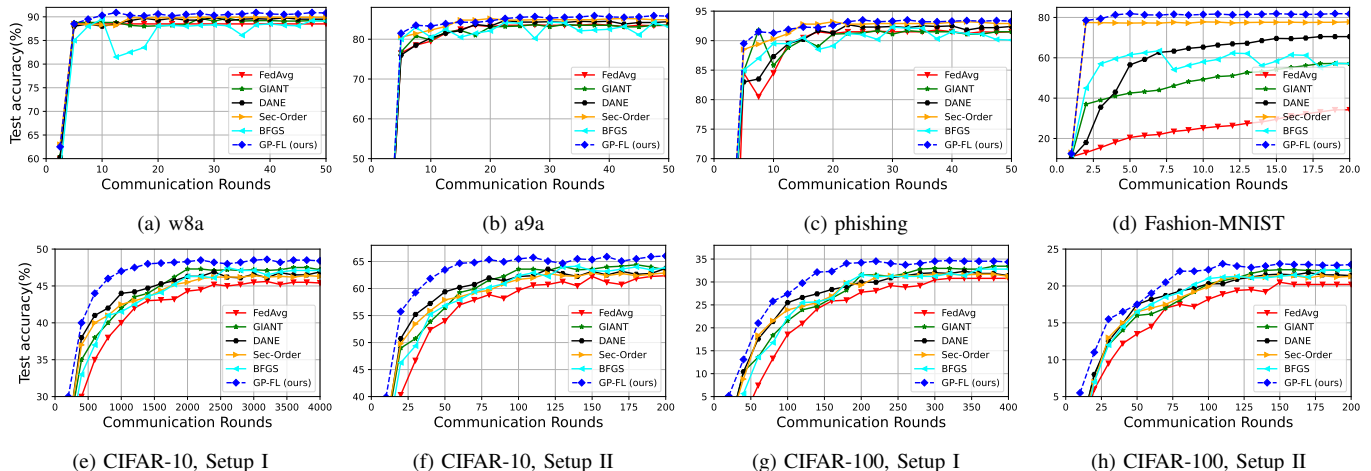 Test accuracy(%)
90
85
80
75
70
65
60
0
10
20
30
40
50
Communication Rounds
FedAvg
GIANT
DANE
Sec-Order
BFGS
GP-FL (ours)
(a) w8a
90
80
70
60
50
0
10
20
30
40
50
Communication Rounds
FedAvg
GIANT
DANE
Sec-Order
BFGS
GP-FL (ours)
(b) a9a
95
90
85
80
75
70
0
10
20
30
40
50
Communication Rounds
FedAvg
GIANT
DANE
Sec-Order
BFGS
GP-FL (ours)
(c) phishing
80
60
40
20
0.0
2.5
5.0
7.5
10.0
12.5
15.0
17.5
20.0
Communication Rounds
FedAvg
GIANT
DANE
Sec-Order
BFGS
GP-FL (ours)
(d) Fashion-MNIST
Test accuracy(%)
50
45
40
35
30
0
500
1000
1500
2000
2500
3000
3500
4000
Communication Rounds
FedAvg
GIANT
DANE
Sec-Order
BFGS
GP-FL (ours)
(e) CIFAR-10, Setup I
65
60
55
50
45
40
0
25
50
75
100
125
150
175
200
Communication Rounds
FedAvg
GIANT
DANE
Sec-Order
BFGS
GP-FL (ours)
(f) CIFAR-10, Setup II
35
30
25
20
15
10
5
0
50
100
150
200
250
300
350
400
Communication Rounds
FedAvg
GIANT
DANE
Sec-Order
BFGS
GP-FL (ours)
(g) CIFAR-100, Setup I
25
20
15
10
5
0
25
50
75
100
125
150
175
200
Communication Rounds
FedAvg
GIANT
DANE
Sec-Order
BFGS
GP-FL (ours)
(h) CIFAR-100, Setup II